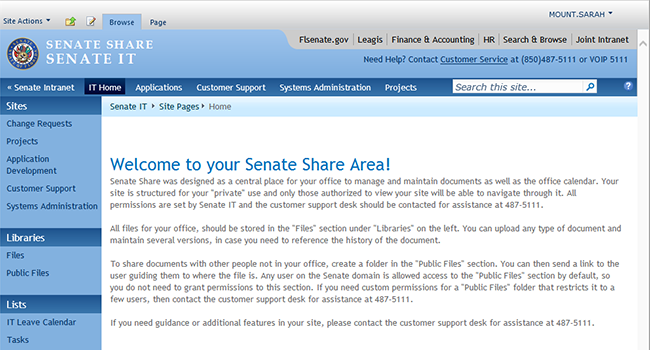 MOUNT.SARAH
Site Actions Browse Page
SENATE SHARE
SENATE IT
Flsenate.gov Leagis Finance & Accounting HR Search & Browse Joint Intranet
Need Help? Contact Customer Service at (850)487-5111 or VOIP 5111
« Senate Intranet IT Home Applications Customer Support Systems Administration Projects Search this site...
Sites
Change Requests
Projects
Application
Development
Customer Support
Systems Administration
Libraries
Files
Public Files
Lists
IT Leave Calendar
Tasks
Senate IT Site Pages Home
Welcome to your Senate Share Area!
Senate Share was designed as a central place for your office to manage and maintain documents as well as the office calendar. Your
site is structured for your "private" use and only those authorized to view your site will be able to navigate through it. All
permissions are set by Senate IT and the customer support desk should be contacted for assistance at 487-5111.
All files for your office, should be stored in the "Files" section under "Libraries" on the left. You can upload any type of document and
maintain several versions, in case you need to reference the history of the document.
To share documents with other people not in your office, create a folder in the "Public Files" section. You can then send a link to the
user guiding them to where the file is. Any user on the Senate domain is allowed access to the "Public Files" section by default, so
you do not need to grant permissions to this section. If you need custom permissions for a "Public Files" folder that restricts it to a
few users, then contact the customer support desk for assistance at 487-5111.
If you need guidance or additional features in your site, please contact the customer support desk for assistance at 487-5111.